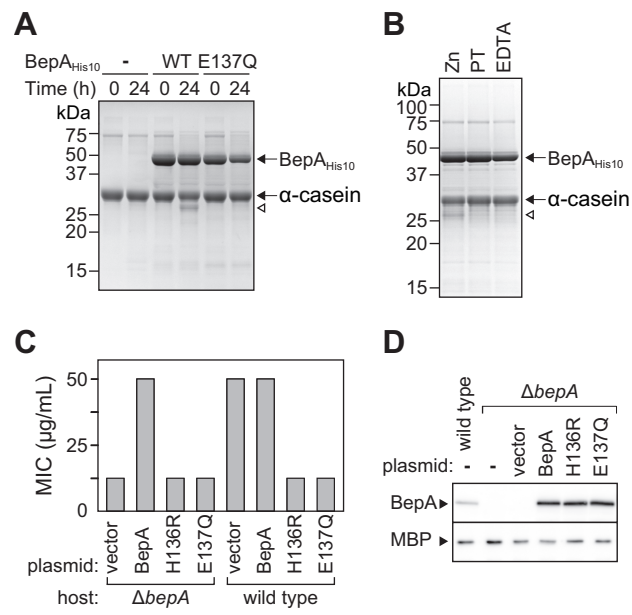 A
BepAHis10 - WT E137Q
Time (h) 0 24 0 24 0 24
kDa
75
50
37
25
20
15
BepAHis10
α-casein
B
Zn
PT
EDTA
kDa
100
75
50
37
25
20
15
BepAHis10
α-casein
C
MIC (μg/mL)
50
0
plasmid: vector BepA H136R E137Q vector BepA H136R E137Q
host: ΔbepA wild type
D
wild type ΔbepA
plasmid: - - vector BepA H136R E137Q
BepA
MBP